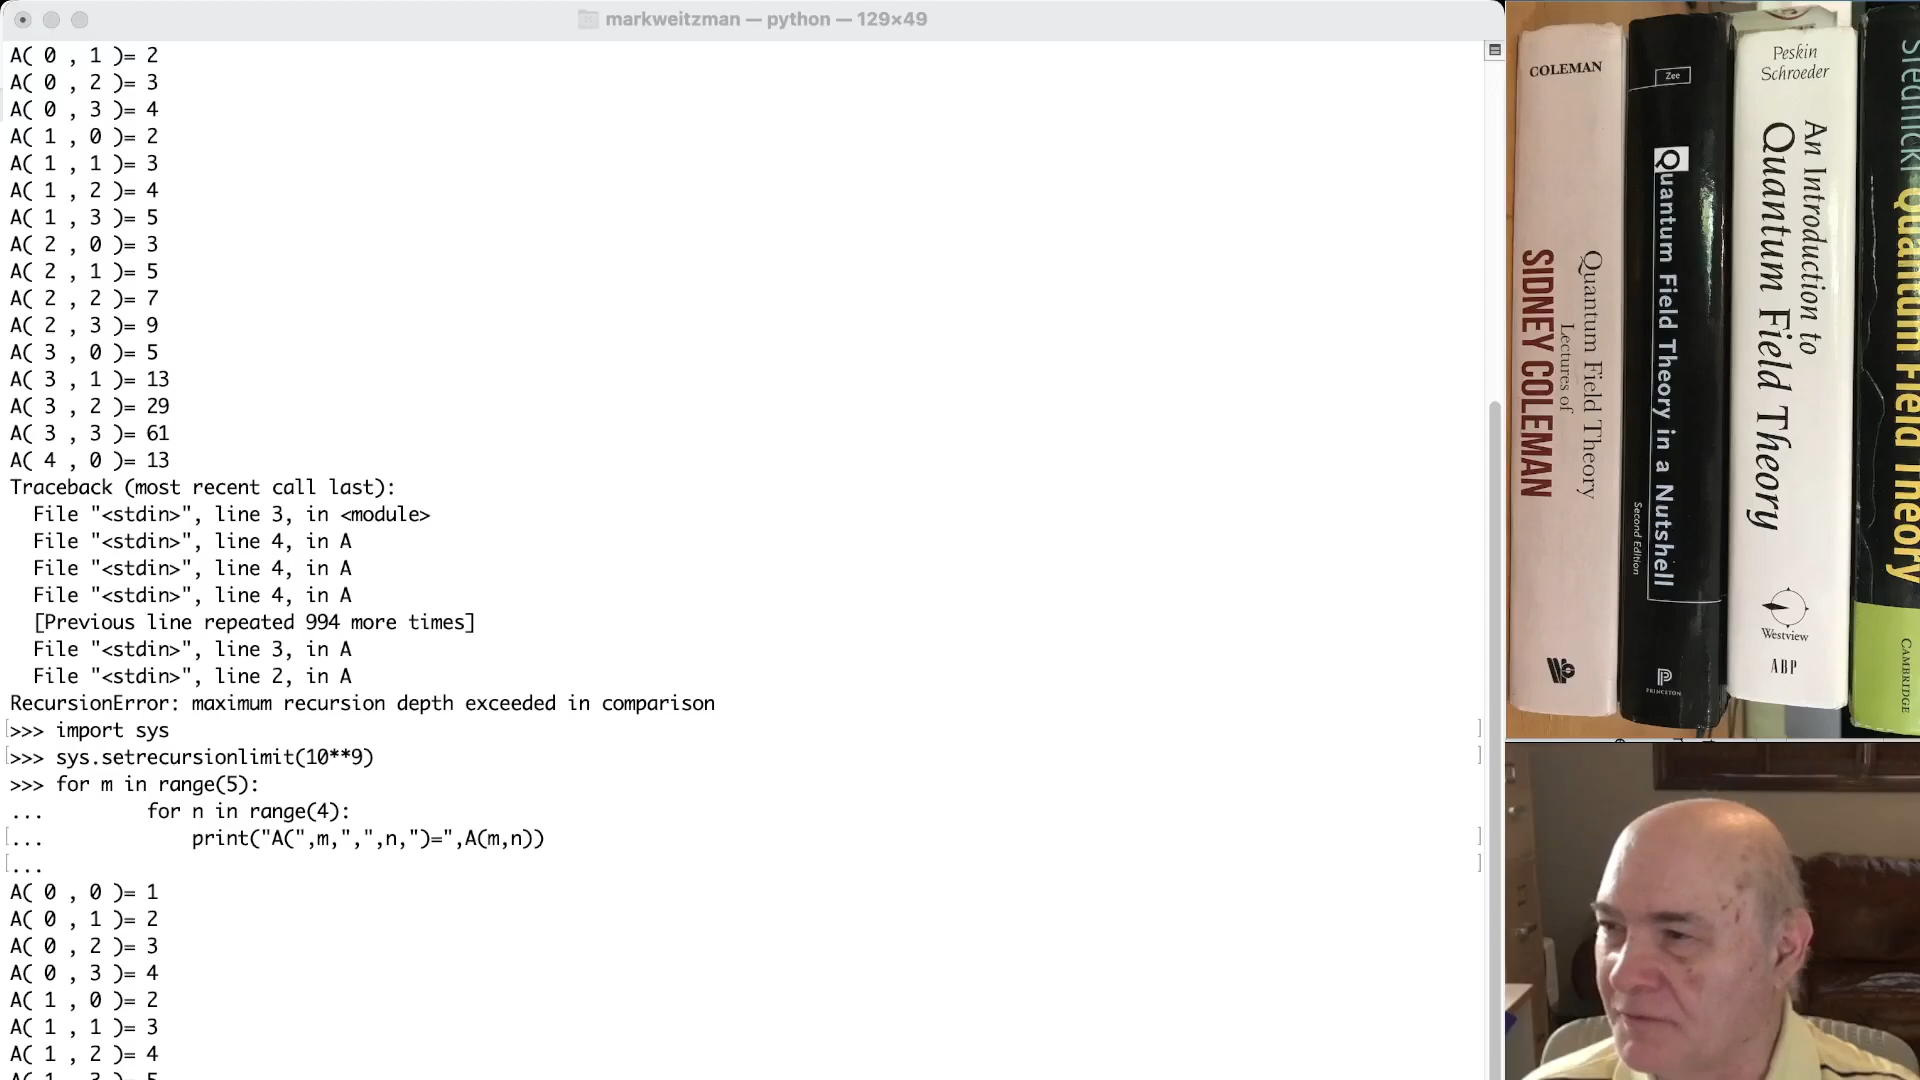 markweitzman — python — 129×49
A( 0 , 1 )= 2
A( 0 , 2 )= 3
A( 0 , 3 )= 4
A( 1 , 0 )= 2
A( 1 , 1 )= 3
A( 1 , 2 )= 4
A( 1 , 3 )= 5
A( 2 , 0 )= 3
A( 2 , 1 )= 5
A( 2 , 2 )= 7
A( 2 , 3 )= 9
A( 3 , 0 )= 5
A( 3 , 1 )= 13
A( 3 , 2 )= 29
A( 3 , 3 )= 61
A( 4 , 0 )= 13
Traceback (most recent call last):
  File "<stdin>", line 3, in <module>
  File "<stdin>", line 4, in A
  File "<stdin>", line 4, in A
  File "<stdin>", line 4, in A
  [Previous line repeated 994 more times]
  File "<stdin>", line 3, in A
  File "<stdin>", line 2, in A
RecursionError: maximum recursion depth exceeded in comparison
[>>> import sys ]
[>>> sys.setrecursionlimit(10**9) ]
>>> for m in range(5):
...         for n in range(4):
[...             print("A(",m,",",n,")=",A(m,n)) ]
[... ]
A( 0 , 0 )= 1
A( 0 , 1 )= 2
A( 0 , 2 )= 3
A( 0 , 3 )= 4
A( 1 , 0 )= 2
A( 1 , 1 )= 3
A( 1 , 2 )= 4
A( 1 , 3 )= 5
COLEMAN
Quantum Field Theory
Lectures of
SIDNEY COLEMAN
Zee
Quantum Field Theory in a Nutshell
Second Edition
PRINCETON
Peskin
Schroeder
An Introduction to
Quantum Field Theory
Westview
ABP
Srednicki Quantum Field Theory
CAMBRIDGE